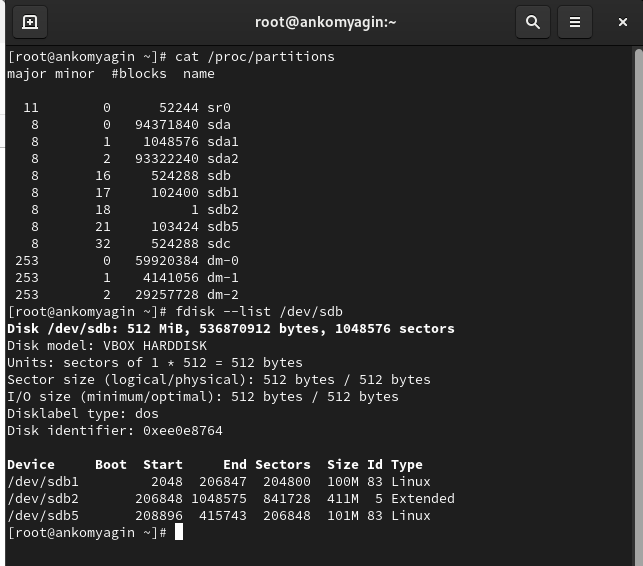 root@ankomyagin:~
[root@ankomyagin ~]# cat /proc/partitions
major minor  #blocks  name
  11        0      52244 sr0
   8        0   94371840 sda
   8        1    1048576 sda1
   8        2   93322240 sda2
   8       16     524288 sdb
   8       17     102400 sdb1
   8       18          1 sdb2
   8       21     103424 sdb5
   8       32     524288 sdc
 253        0   59920384 dm-0
 253        1    4141056 dm-1
 253        2   29257728 dm-2
[root@ankomyagin ~]# fdisk --list /dev/sdb
Disk /dev/sdb: 512 MiB, 536870912 bytes, 1048576 sectors
Disk model: VBOX HARDDISK
Units: sectors of 1 * 512 = 512 bytes
Sector size (logical/physical): 512 bytes / 512 bytes
I/O size (minimum/optimal): 512 bytes / 512 bytes
Disklabel type: dos
Disk identifier: 0xee0e8764
Device     Boot  Start     End Sectors  Size Id Type
/dev/sdb1         2048  206847  204800  100M 83 Linux
/dev/sdb2       206848 1048575  841728  411M  5 Extended
/dev/sdb5       208896  415743  206848  101M 83 Linux
[root@ankomyagin ~]#